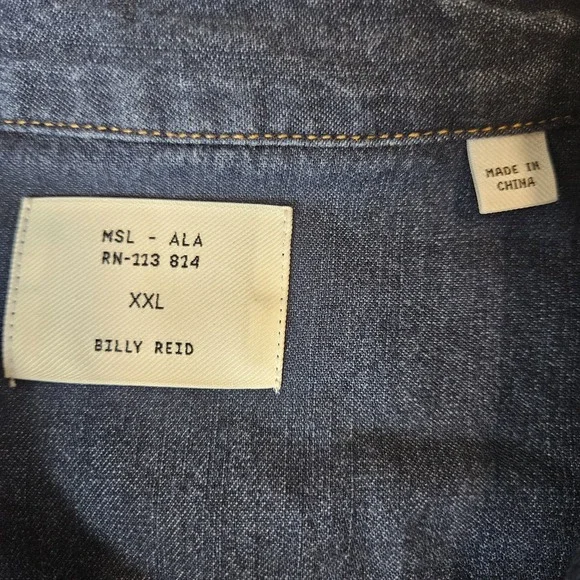 MSL - ALA
RN-113 814
XXL
BILLY REID
MADE IN
CHINA